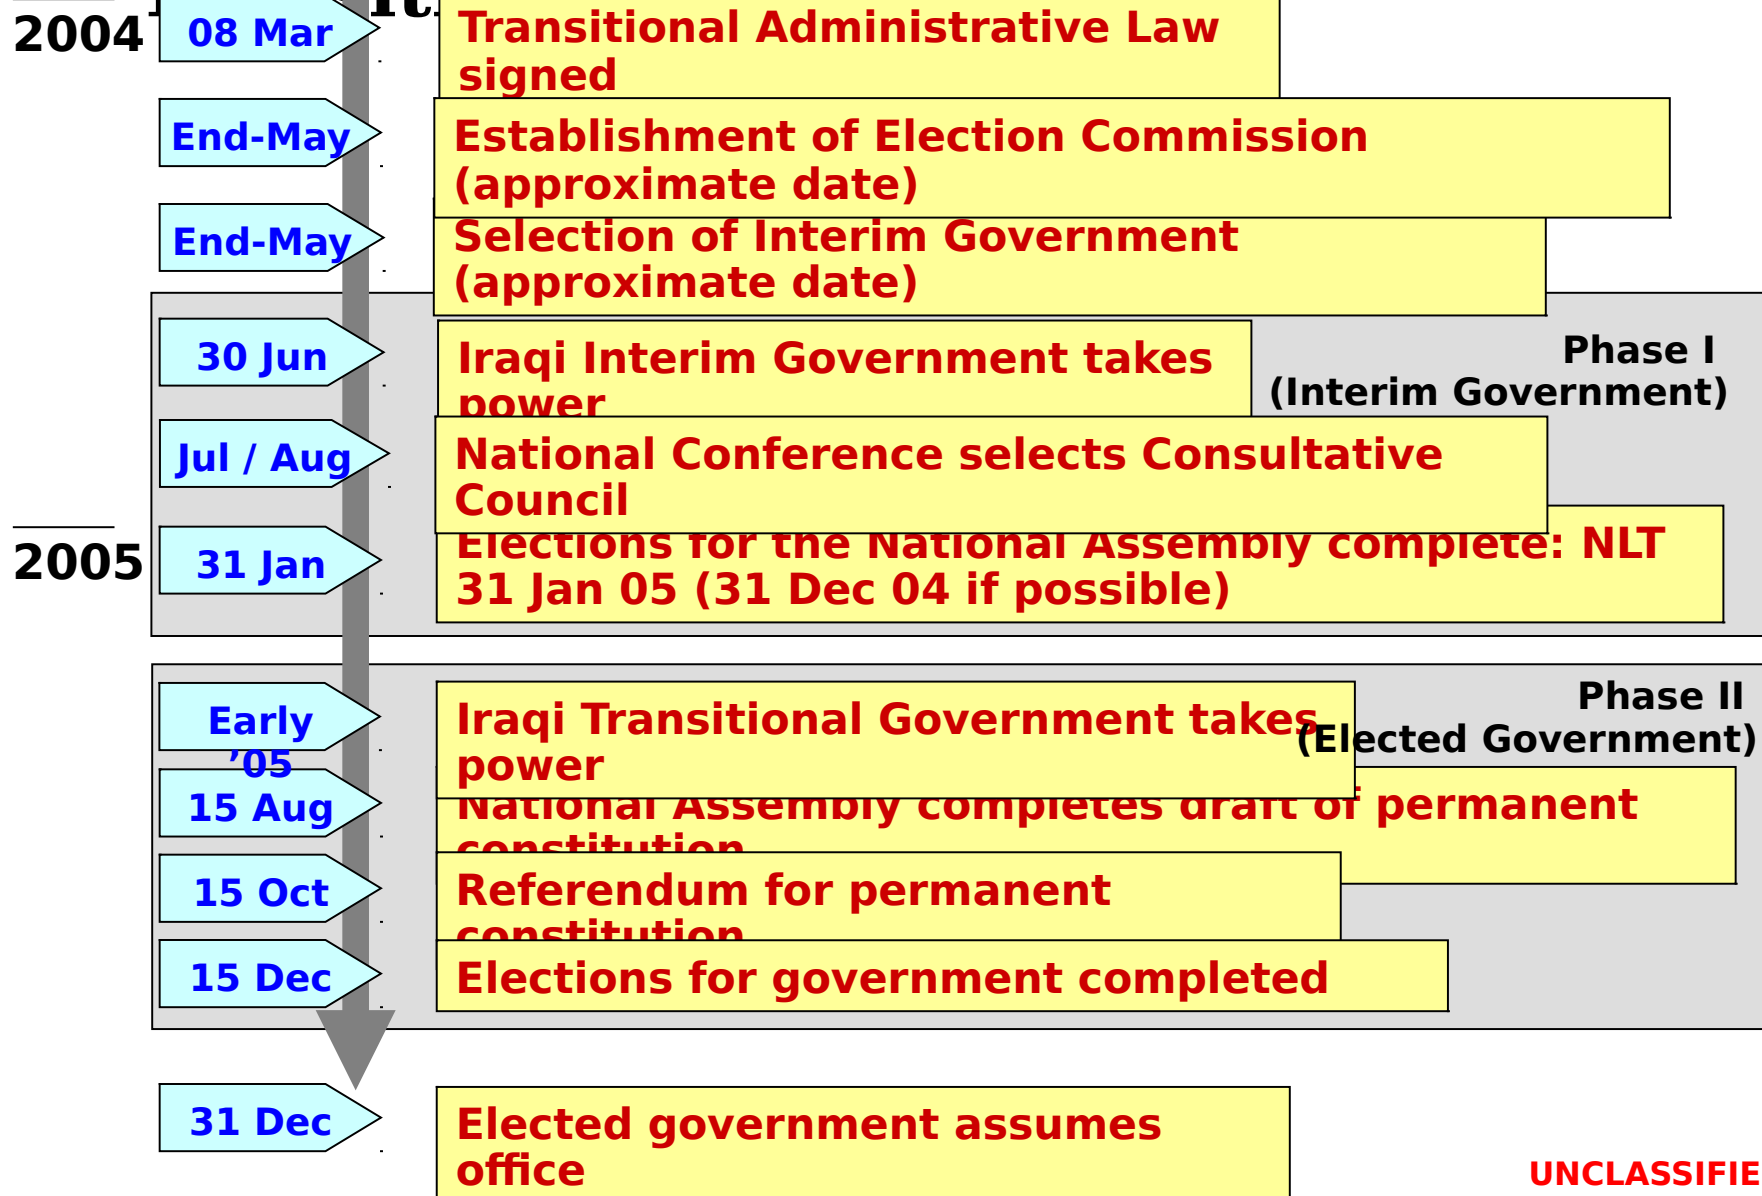 2004
08 Mar
Transitional Administrative Law
signed
End-May
Establishment of Election Commission
(approximate date)
End-May
Selection of Interim Government
(approximate date)
Phase I
(Interim Government)
30 Jun
Iraqi Interim Government takes
power
Jul / Aug
National Conference selects Consultative
Council
2005
31 Jan
Elections for the National Assembly complete: NLT
31 Jan 05 (31 Dec 04 if possible)
Phase II
(Elected Government)
Early
’05
Iraqi Transitional Government takes
power
15 Aug
National Assembly completes draft of permanent
constitution
15 Oct
Referendum for permanent
constitution
15 Dec
Elections for government completed
31 Dec
Elected government assumes
office
UNCLASSIFIE